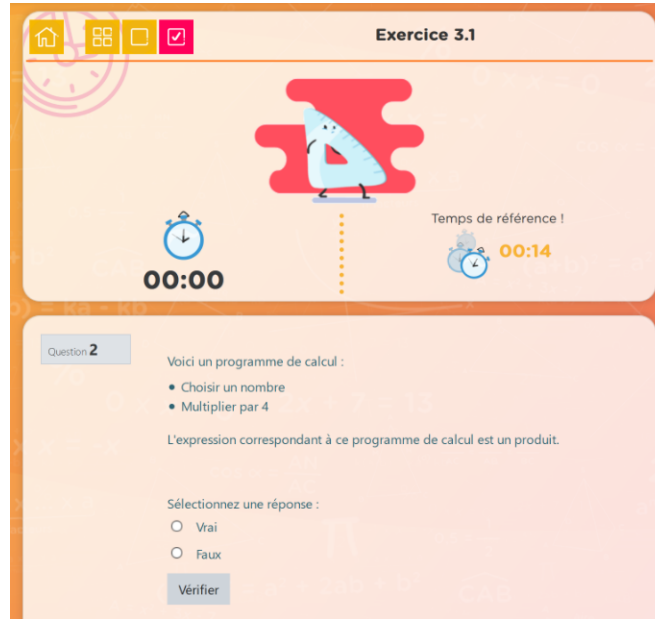 Exercice 3.1
Temps de référence !
00:14
00:00
Question 2
Voici un programme de calcul :
• Choisir un nombre
• Multiplier par 4
L'expression correspondant à ce programme de calcul est un produit.
Sélectionnez une réponse :
Vrai
Faux
Vérifier